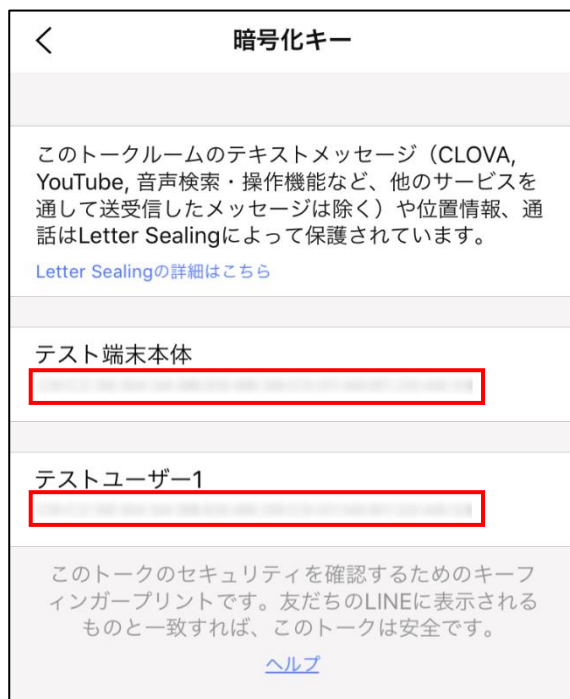 暗号化キー
このトークルームのテキストメッセージ（CLOVA,
YouTube, 音声検索・操作機能など、他のサービスを
通して送受信したメッセージは除く）や位置情報、通
話はLetter Sealingによって保護されています。
Letter Sealingの詳細はこちら
テスト端末本体
テストユーザー1
このトークのセキュリティを確認するためのキーフ
ィンガープリントです。友だちのLINEに表示される
ものと一致すれば、このトークは安全です。
ヘルプ